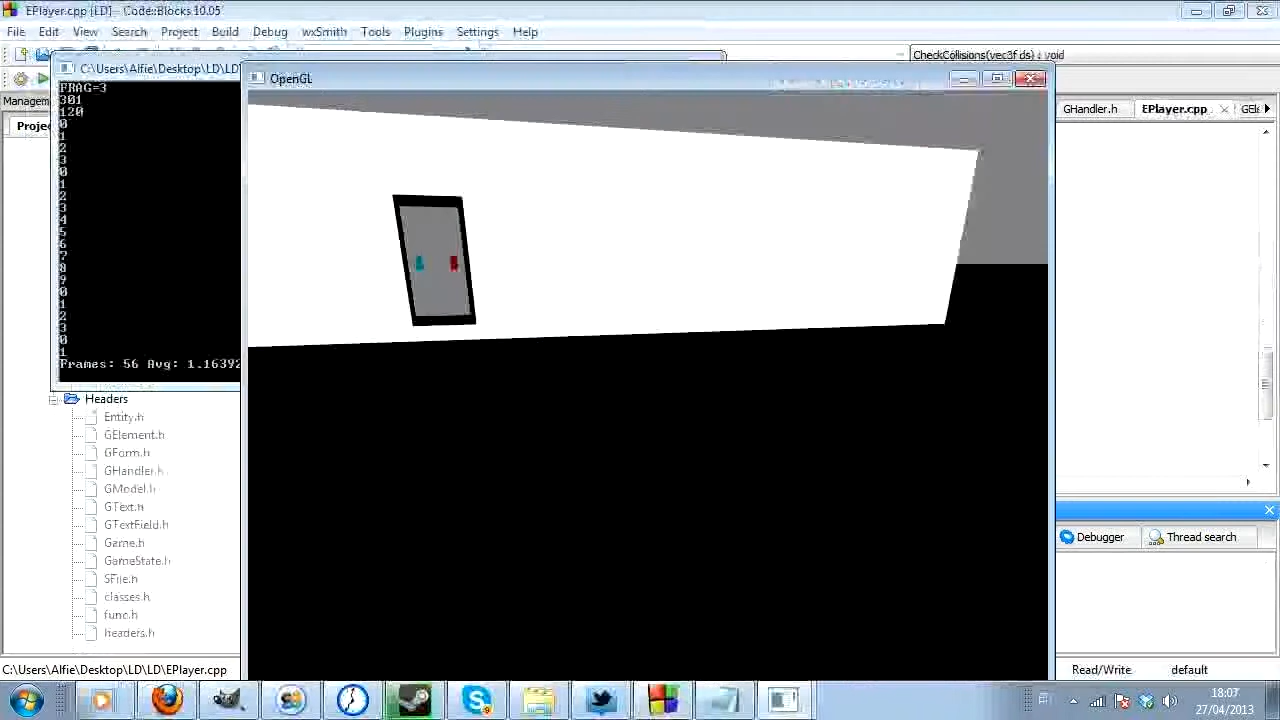 EPlayer.cpp [LD] - Code::Blocks 10.05
File Edit View Search Project Build Debug wxSmith Tools Plugins Settings Help
C:\Users\Alfie\Desktop\LD\LD
CheckCollisions(vec3f ds) : void
OpenGL
FRAG=3
301
120
0
1
2
3
0
1
2
3
4
5
6
7
8
9
0
1
2
3
0
1
Frames: 56 Avg: 1.16392
Managem
Projec
GHandler.h EPlayer.cpp GEle
Headers
Entity.h
GElement.h
GForm.h
GHandler.h
GModel.h
GText.h
GTextField.h
Game.h
GameState.h
SFile.h
classes.h
func.h
headers.h
Debugger Thread search
C:\Users\Alfie\Desktop\LD\LD\EPlayer.cpp Read/Write default
18:07
27/04/2013